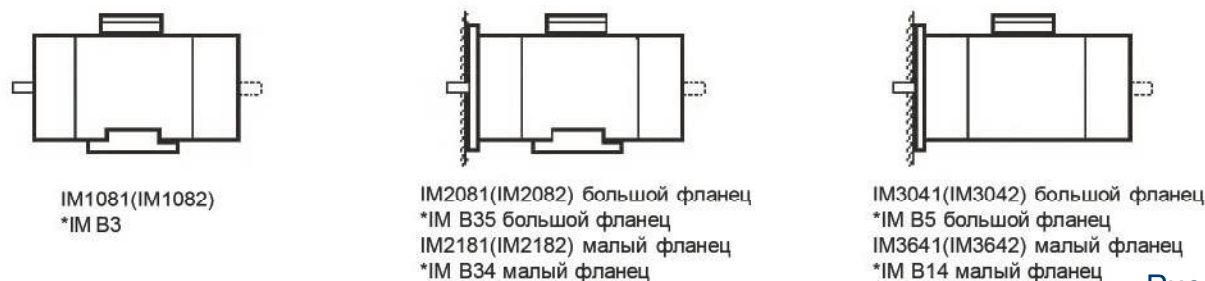 IM1081(IM1082)
*IM B3
IM2081(IM2082) большой фланец
*IM B35 большой фланец
IM2181(IM2182) малый фланец
*IM B34 малый фланец
IM3041(IM3042) большой фланец
*IM B5 большой фланец
IM3641(IM3642) малый фланец
*IM B14 малый фланец